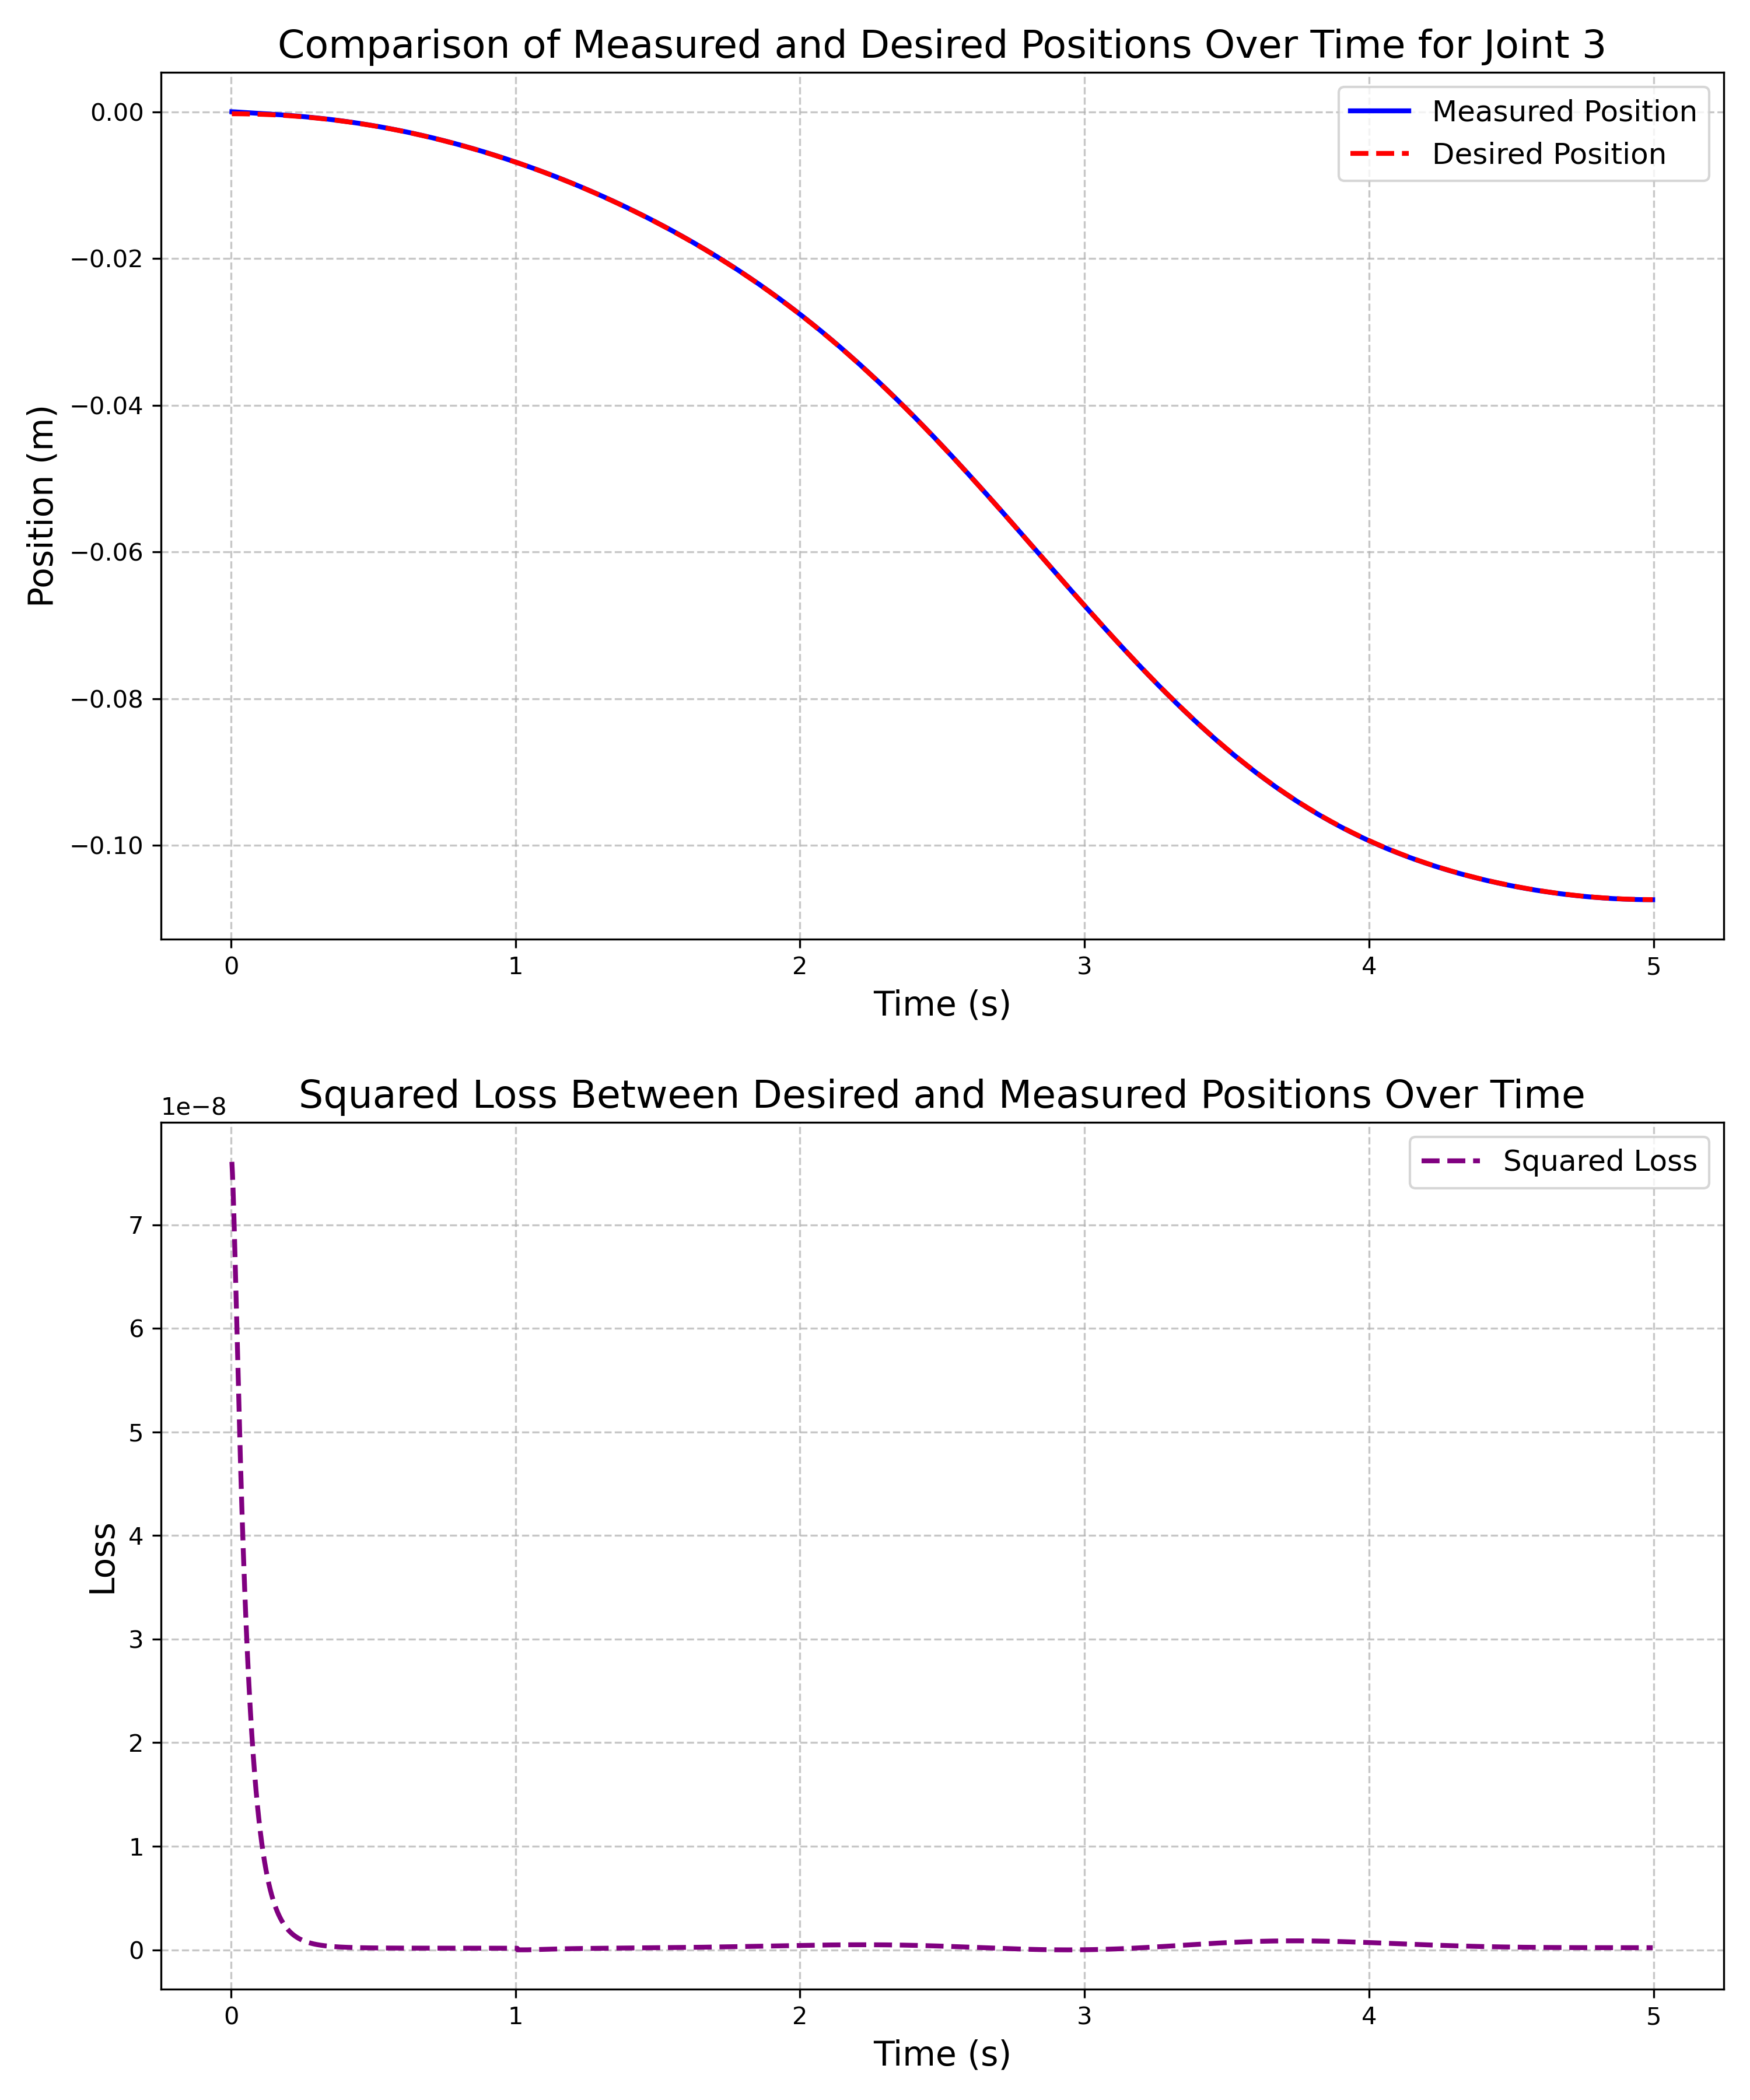 Comparison of Measured and Desired Positions Over Time for Joint 3
Measured Position
Desired Position
0.00
−0.02
−0.04
−0.06
−0.08
−0.10
Position (m)
0 1 2 3 4 5
Time (s)
Squared Loss Between Desired and Measured Positions Over Time
1e−8
Squared Loss
7
6
5
4
3
2
1
0
Loss
0 1 2 3 4 5
Time (s)